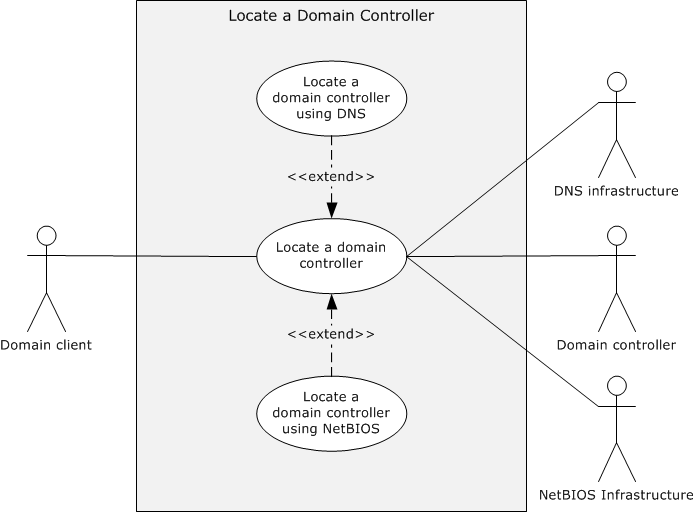 Locate a Domain Controller
Locate a
domain controller
using DNS
<<extend>>
DNS infrastructure
Locate a domain
controller
Domain client
Domain controller
<<extend>>
Locate a
domain controller
using NetBIOS
NetBIOS Infrastructure